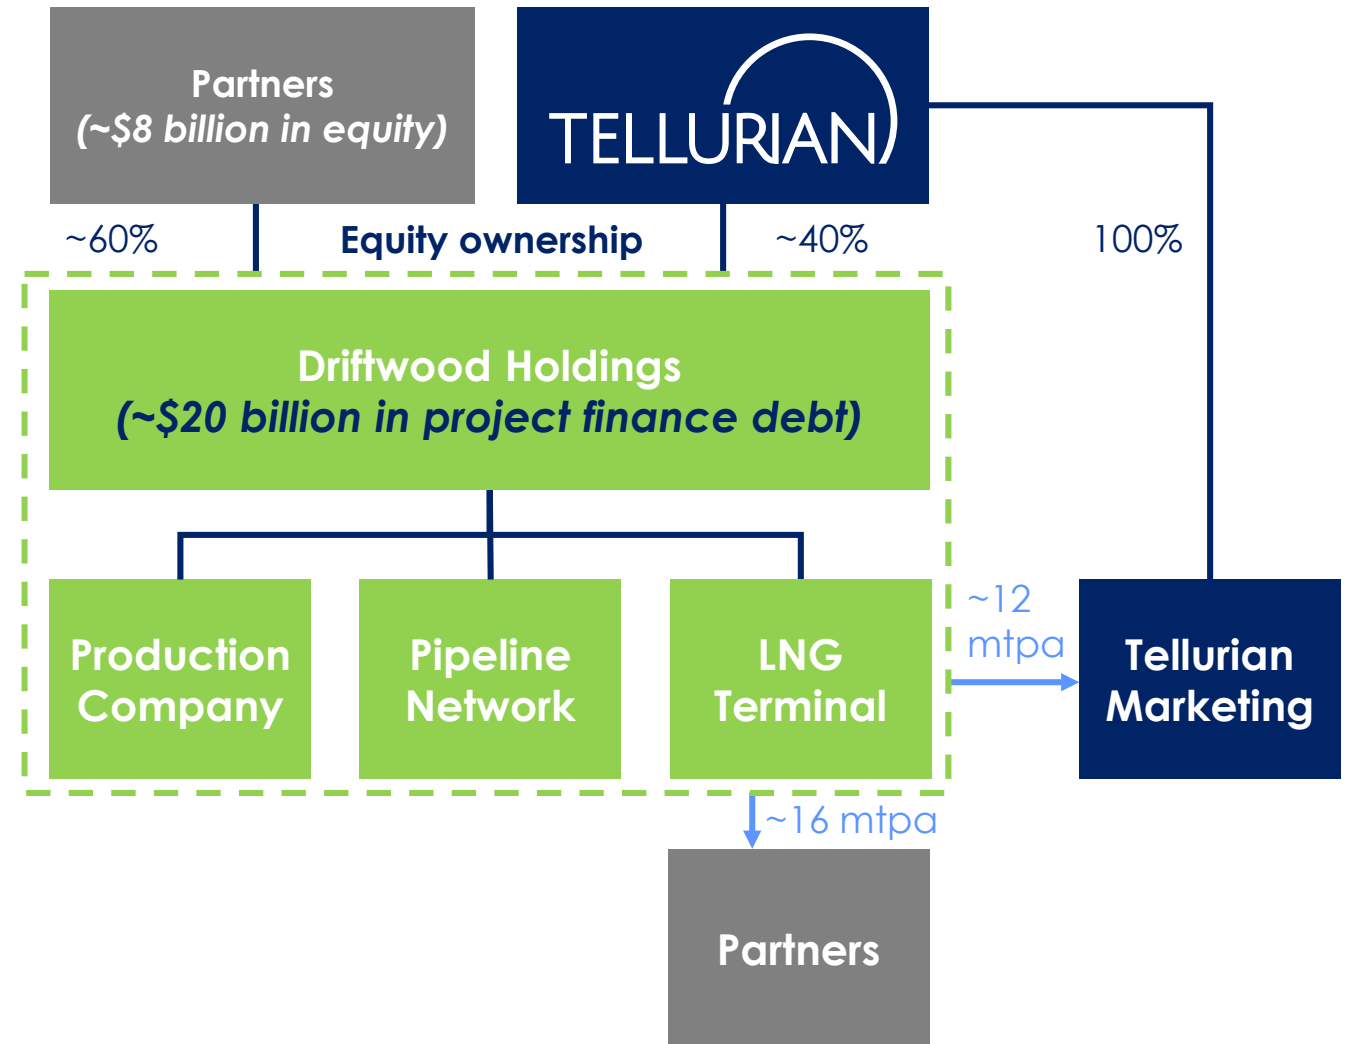 Partners
(~$8 billion in equity)
TELLURIAN
~60%
Equity ownership
~40%
100%
Driftwood Holdings
(~$20 billion in project finance debt)
Production
Company
Pipeline
Network
LNG
Terminal
~12
mtpa
Tellurian
Marketing
~16 mtpa
Partners